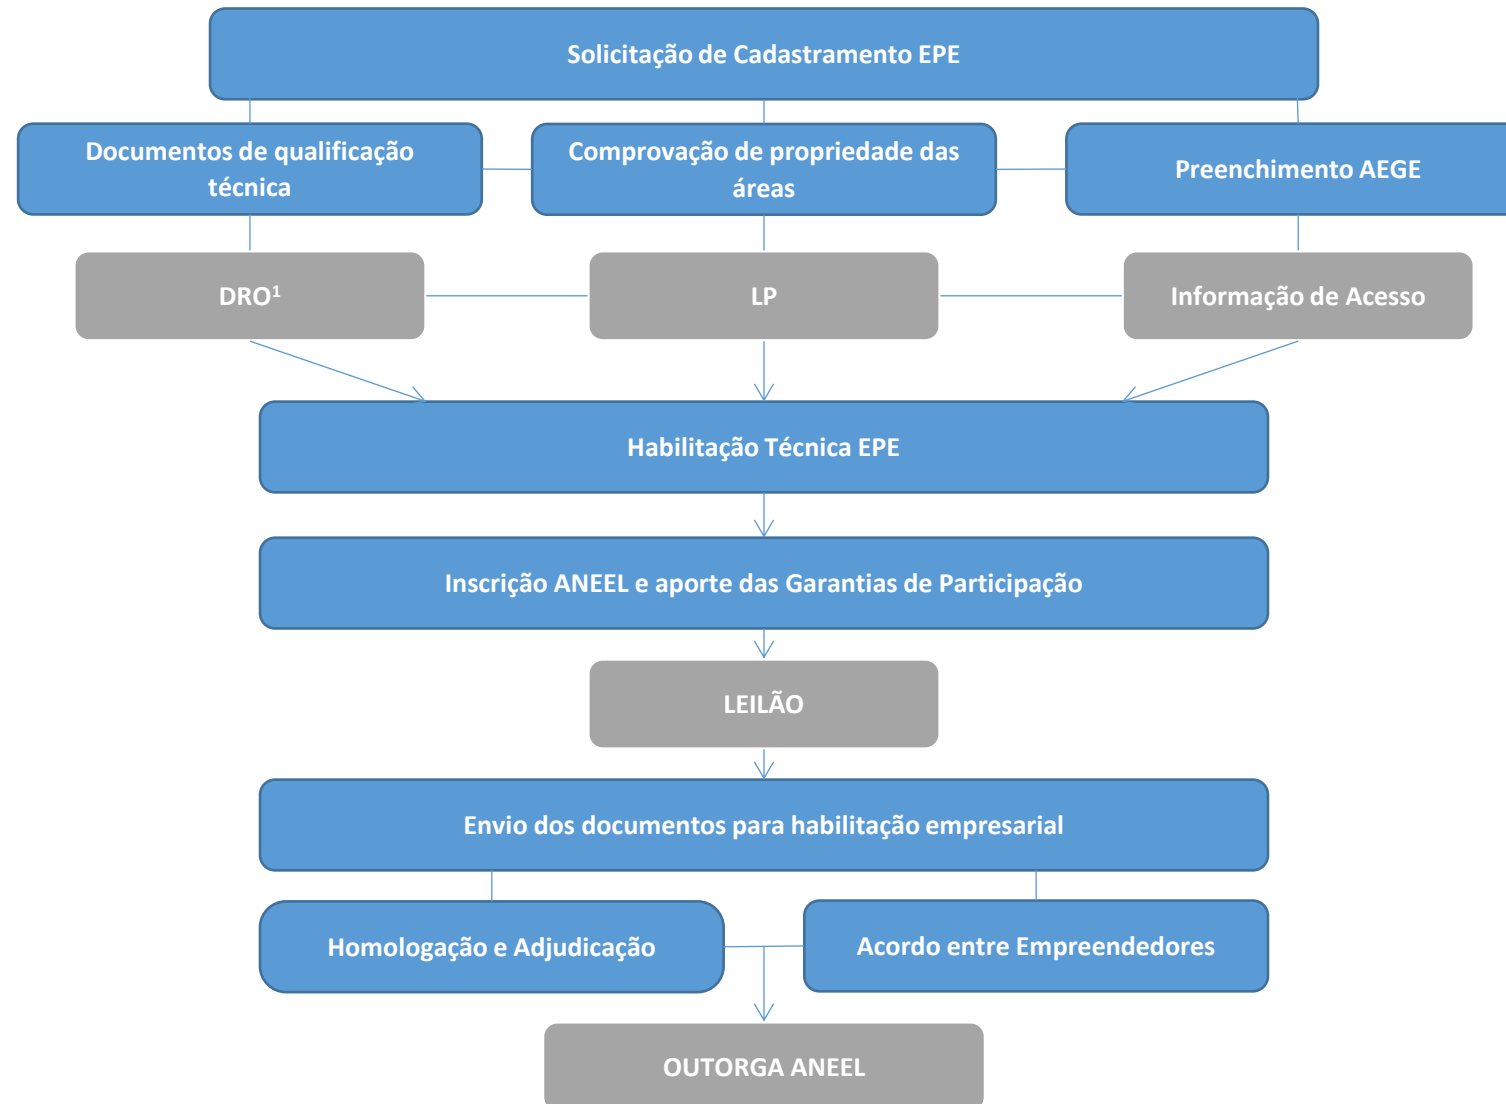 Solicitação de Cadastramento EPE
Documentos de qualificação
técnica
Comprovação de propriedade das
áreas
Preenchimento AEGE
DRO¹
LP
Informação de Acesso
Habilitação Técnica EPE
Inscrição ANEEL e aporte das Garantias de Participação
LEILÃO
Envio dos documentos para habilitação empresarial
Homologação e Adjudicação
Acordo entre Empreendedores
OUTORGA ANEEL